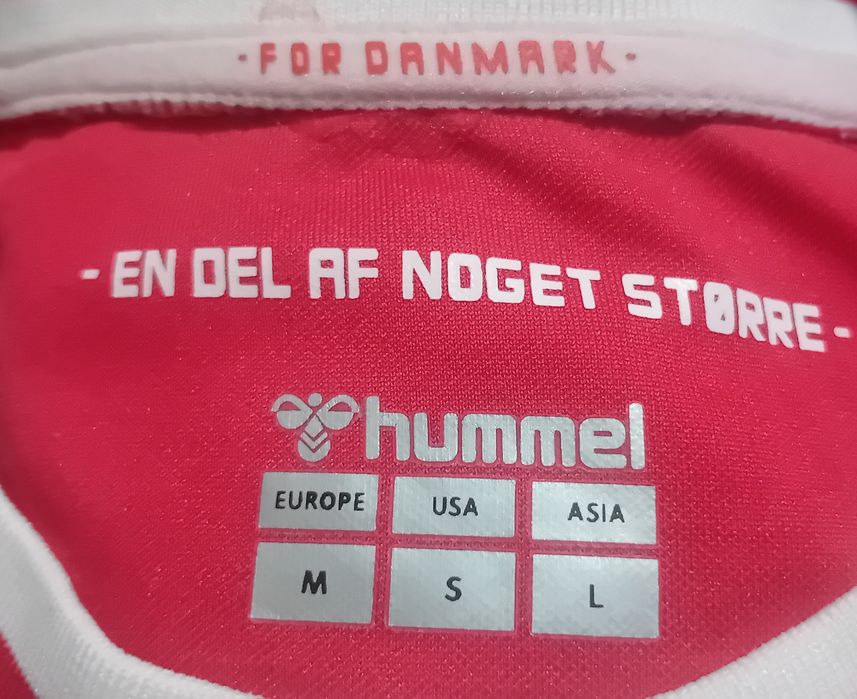 ·FOR DANMARK·
- EN DEL AF NOGET STØRRE -
hummel
EUROPE USA ASIA
M S L